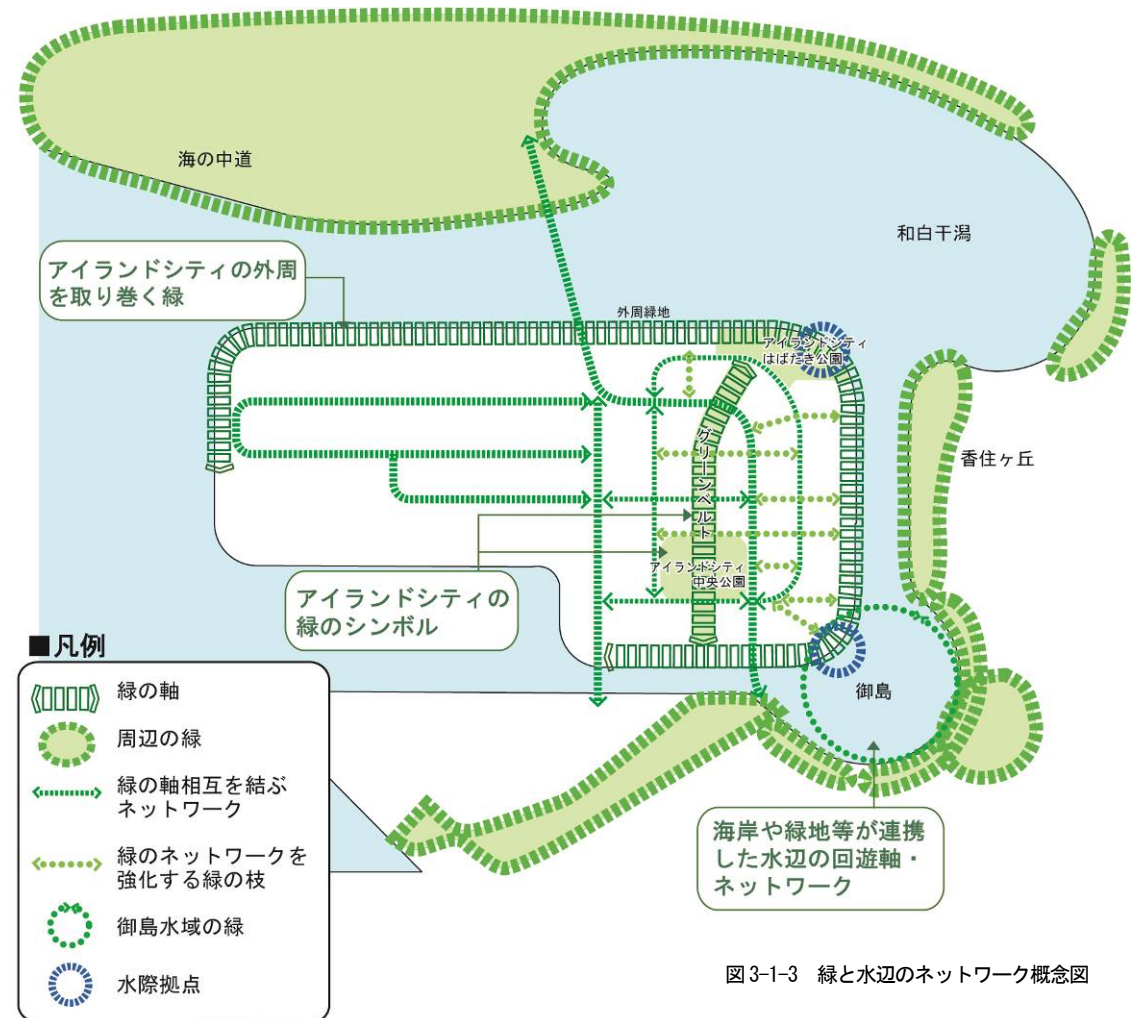 海の中道
和白干潟
アイランドシティの外周
を取り巻く緑
外周緑地
アイランドシティ
はばたき公園
グリーンベルト
香住ヶ丘
アイランドシティ
中央公園
アイランドシティの
緑のシンボル
御島
海岸や緑地等が連携
した水辺の回遊軸・
ネットワーク
■凡例
緑の軸
周辺の緑
緑の軸相互を結ぶ
ネットワーク
緑のネットワークを
強化する緑の枝
御島水域の緑
水際拠点
図3-1-3 緑と水辺のネットワーク概念図